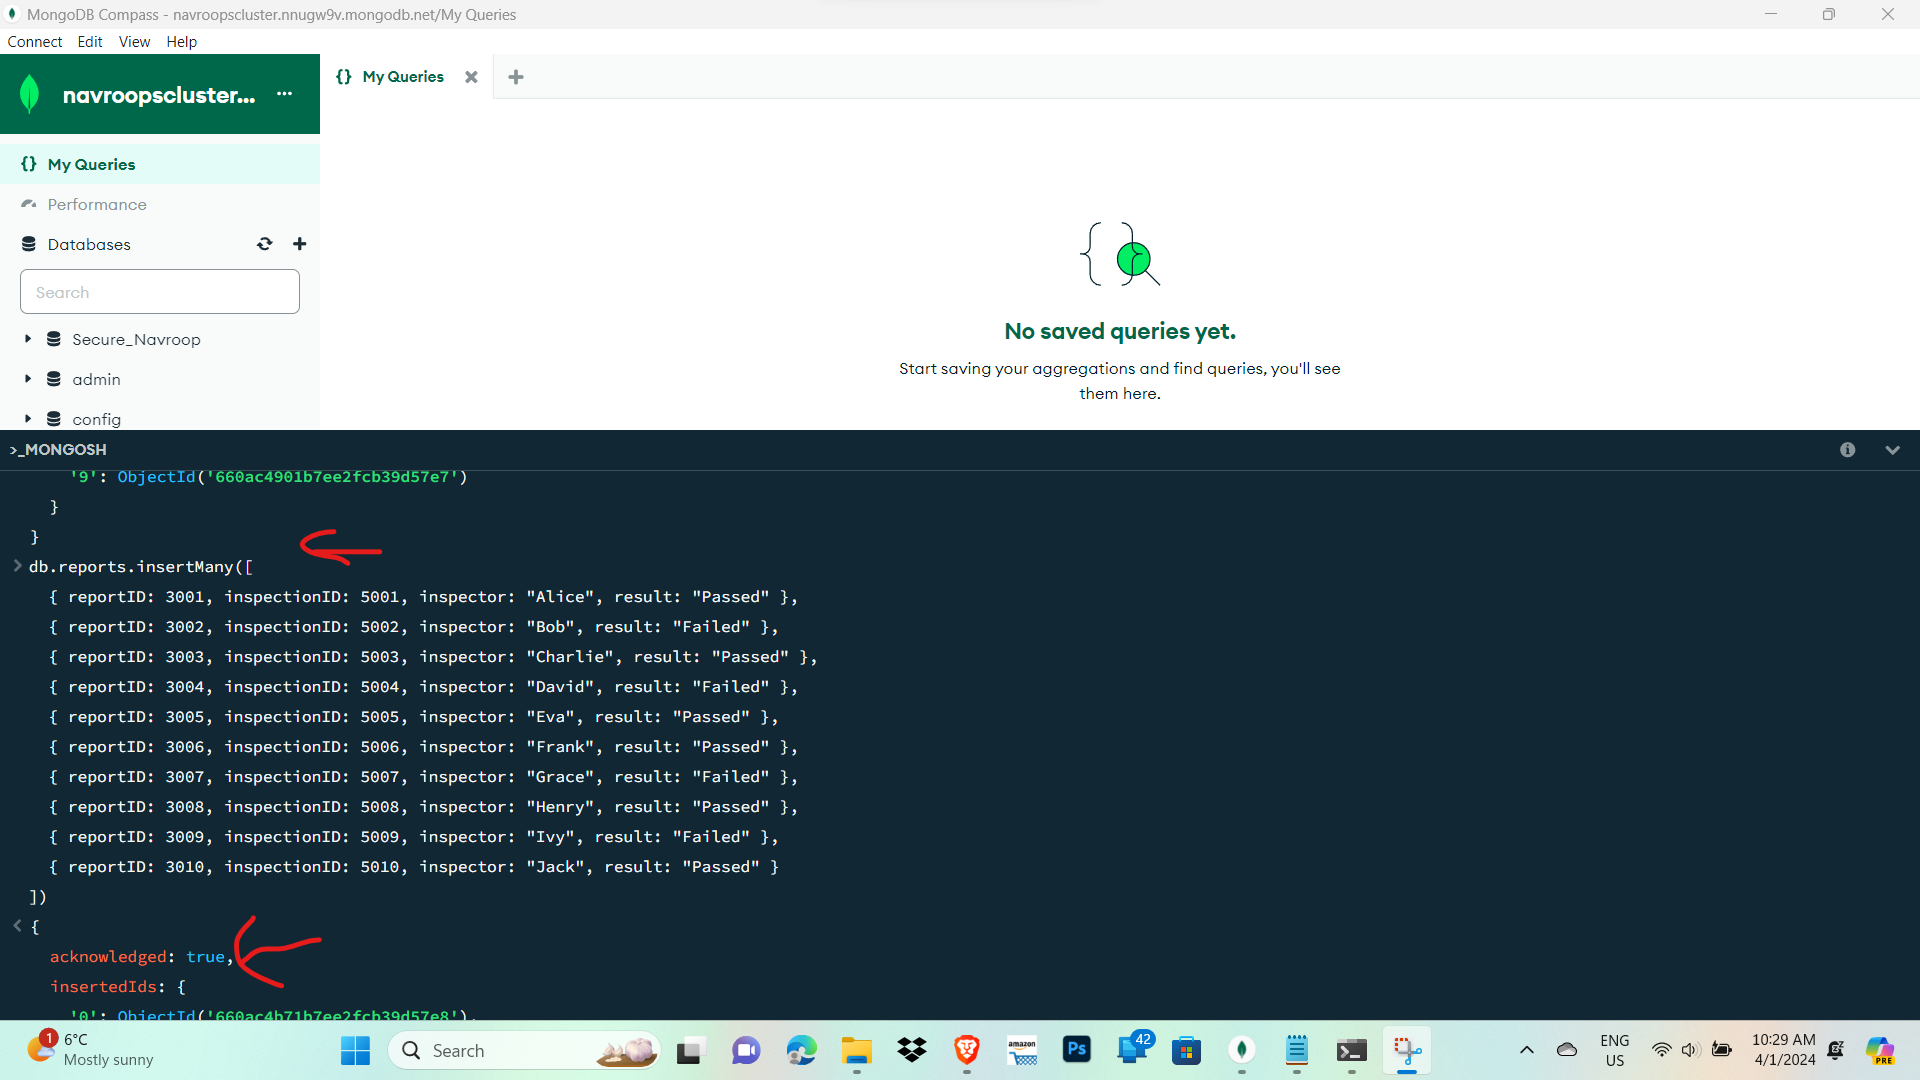 MongoDB Compass - navroopscluster.nnugw9v.mongodb.net/My Queries
Connect Edit View Help
navroopscluster...
My Queries
My Queries
Performance
Databases
Search
Secure_Navroop
admin
config
No saved queries yet.
Start saving your aggregations and find queries, you'll see
them here.
>_MONGOSH
'9': ObjectId('660ac4901b7ee2fcb39d57e7')
}
}
> db.reports.insertMany([
{ reportID: 3001, inspectionID: 5001, inspector: "Alice", result: "Passed" },
{ reportID: 3002, inspectionID: 5002, inspector: "Bob", result: "Failed" },
{ reportID: 3003, inspectionID: 5003, inspector: "Charlie", result: "Passed" },
{ reportID: 3004, inspectionID: 5004, inspector: "David", result: "Failed" },
{ reportID: 3005, inspectionID: 5005, inspector: "Eva", result: "Passed" },
{ reportID: 3006, inspectionID: 5006, inspector: "Frank", result: "Passed" },
{ reportID: 3007, inspectionID: 5007, inspector: "Grace", result: "Failed" },
{ reportID: 3008, inspectionID: 5008, inspector: "Henry", result: "Passed" },
{ reportID: 3009, inspectionID: 5009, inspector: "Ivy", result: "Failed" },
{ reportID: 3010, inspectionID: 5010, inspector: "Jack", result: "Passed" }
])
< {
acknowledged: true,
insertedIds: {
'0': ObjectId('660ac4b71b7ee2fcb39d57e8'),
1
6°C
Mostly sunny
Search
amazon
Ps
42
ENG
US
10:29 AM
4/1/2024
PRE